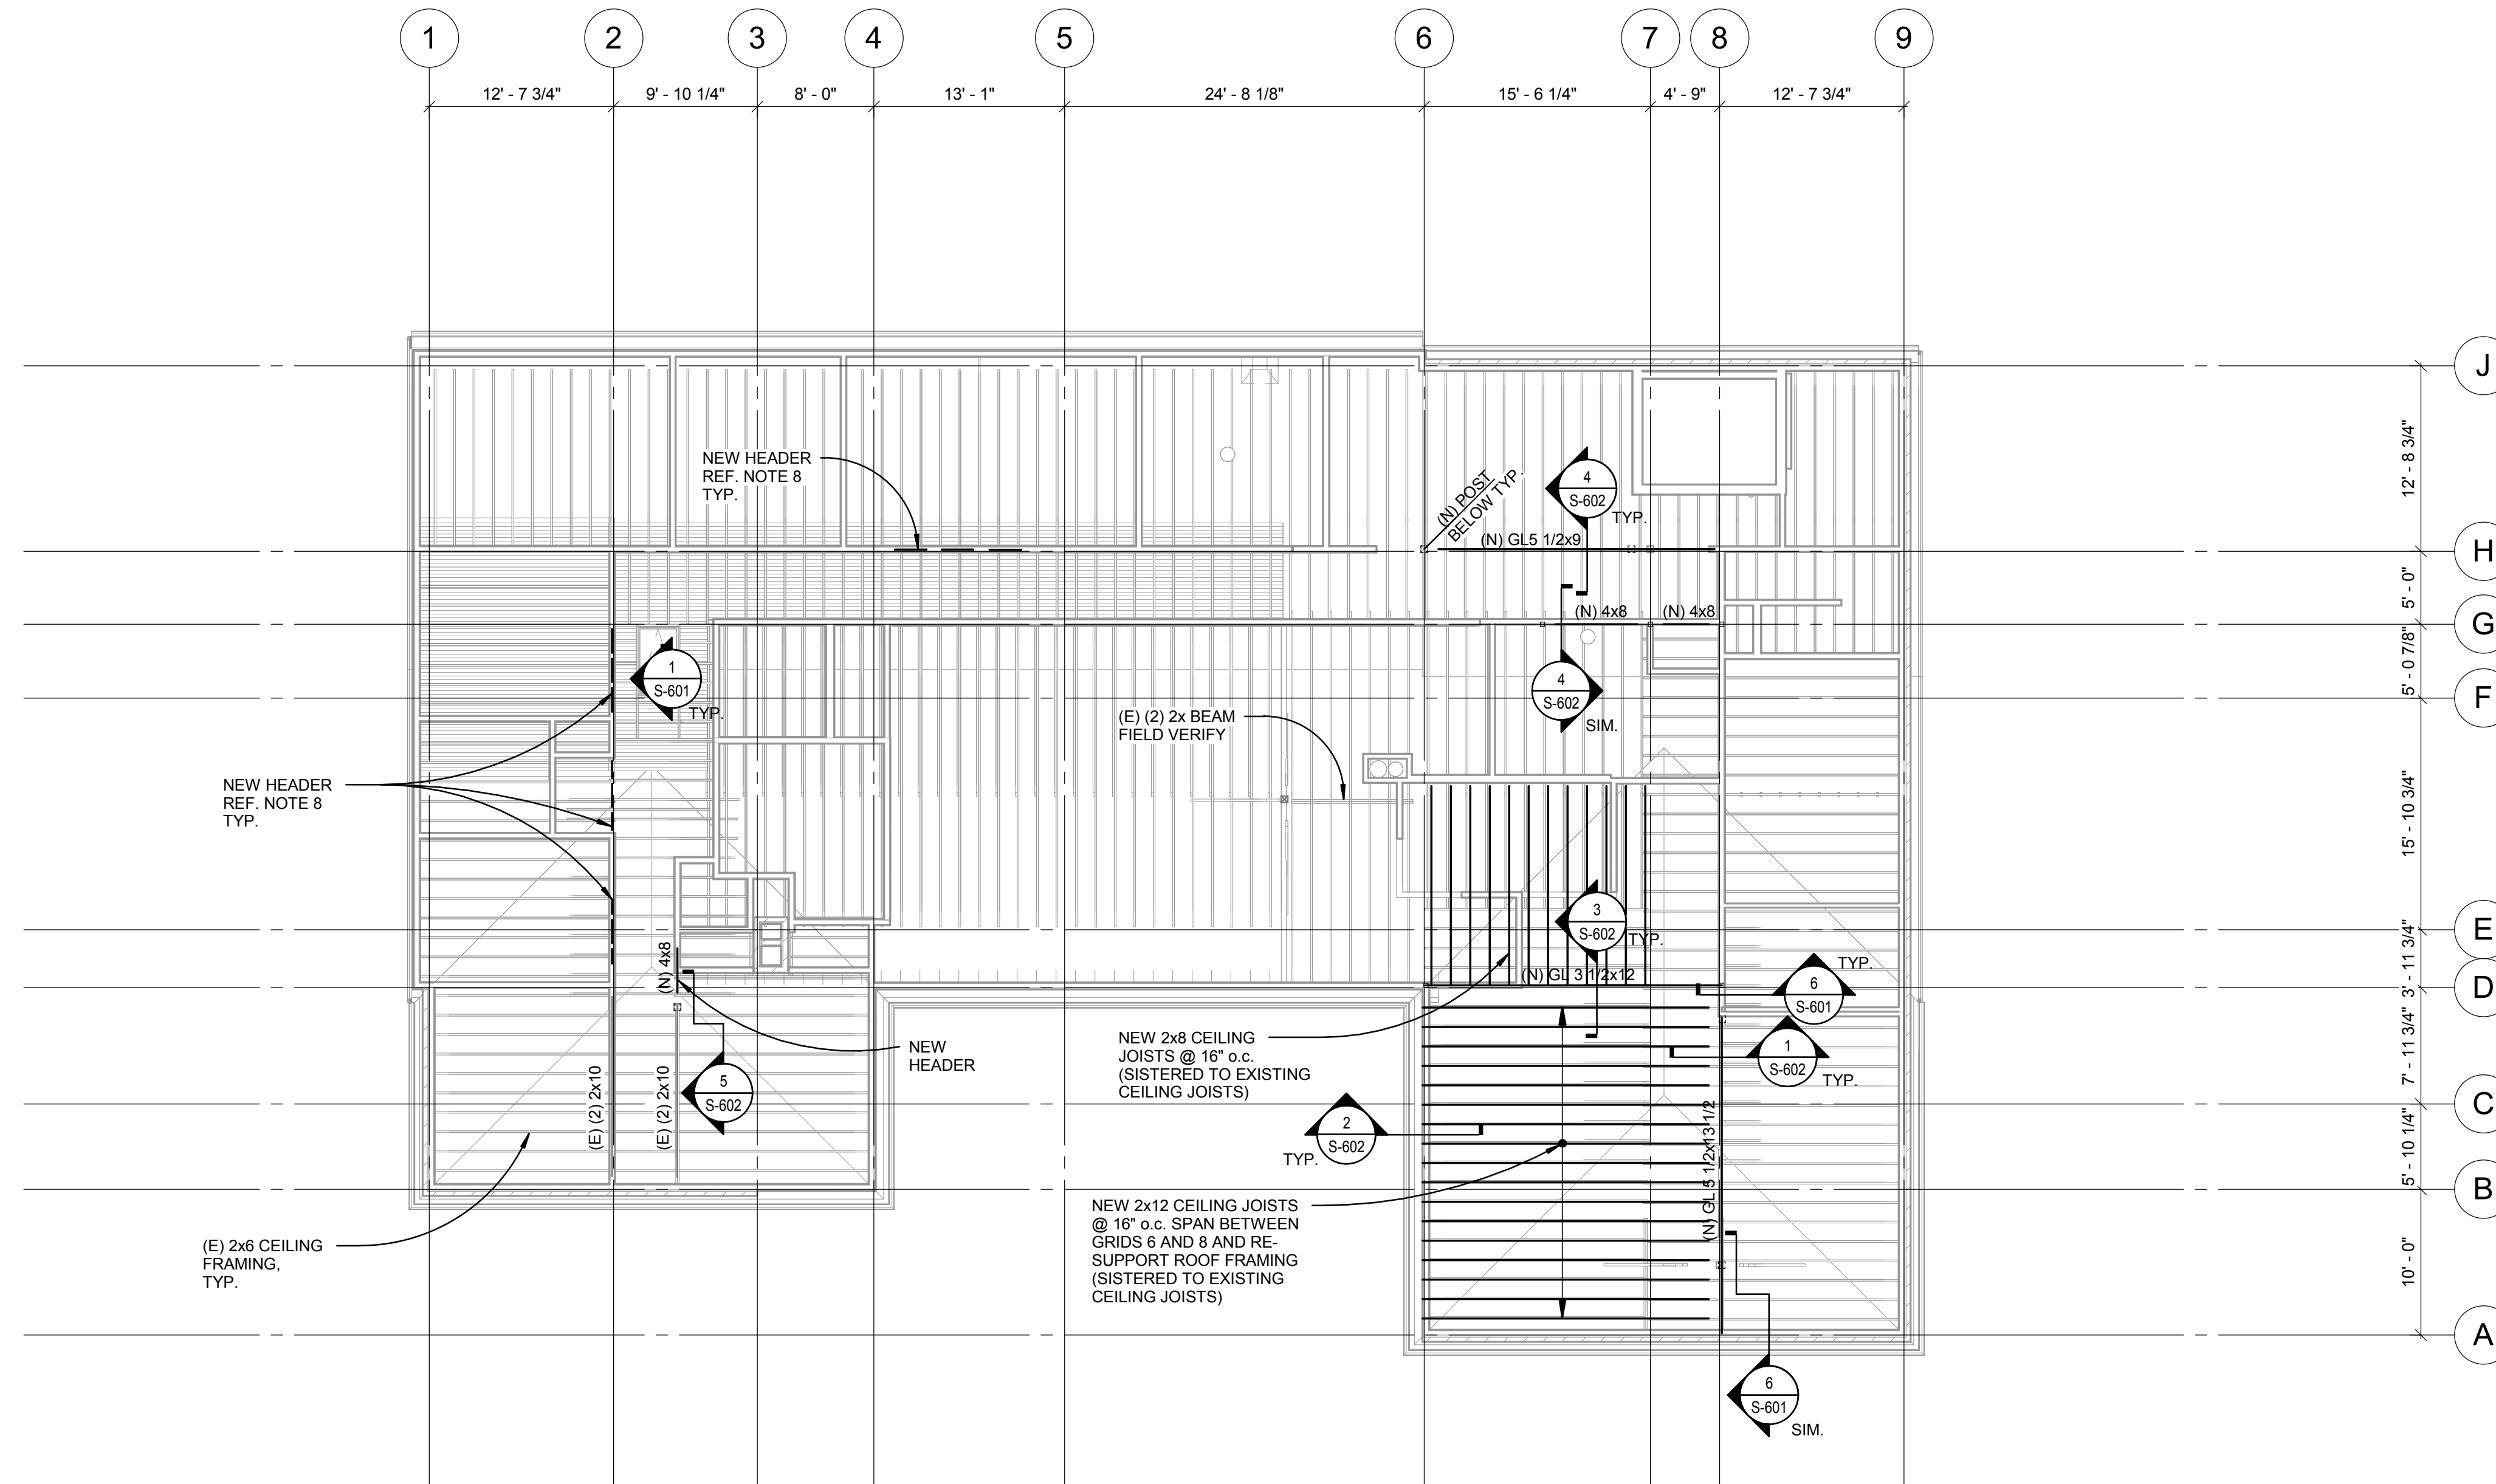 1 2 3 4 5 6 7 8 9
12' - 7 3/4" 9' - 10 1/4" 8' - 0" 13' - 1" 24' - 8 1/8" 15' - 6 1/4" 4' - 9" 12' - 7 3/4"
J
12' - 8 3/4"
H
5' - 0"
G
5' - 0 7/8"
F
15' - 10 3/4"
E
3' - 11 3/4"
D
7' - 11 3/4"
C
5' - 10 1/4"
B
10' - 0"
A
NEW HEADER
REF. NOTE 8
TYP.
(N) POST
BELOW TYP.
4
S-602
TYP.
(N) GL5 1/2x9
(N) 4x8
(N) 4x8
1
S-601
TYP.
4
S-602
SIM.
(E) (2) 2x BEAM
FIELD VERIFY
NEW HEADER
REF. NOTE 8
TYP.
3
S-602
TYP.
(N) 4x8
(N) GL 3 1/2x12
TYP.
6
S-601
NEW
HEADER
NEW 2x8 CEILING
JOISTS @ 16" o.c.
(SISTERED TO EXISTING
CEILING JOISTS)
1
S-602
TYP.
(E) (2) 2x10
(E) (2) 2x10
5
S-602
2
S-602
TYP.
(N) GL 5 1/2x13 1/2
NEW 2x12 CEILING JOISTS
@ 16" o.c. SPAN BETWEEN
GRIDS 6 AND 8 AND RE-
SUPPORT ROOF FRAMING
(SISTERED TO EXISTING
CEILING JOISTS)
(E) 2x6 CEILING
FRAMING,
TYP.
6
S-601
SIM.